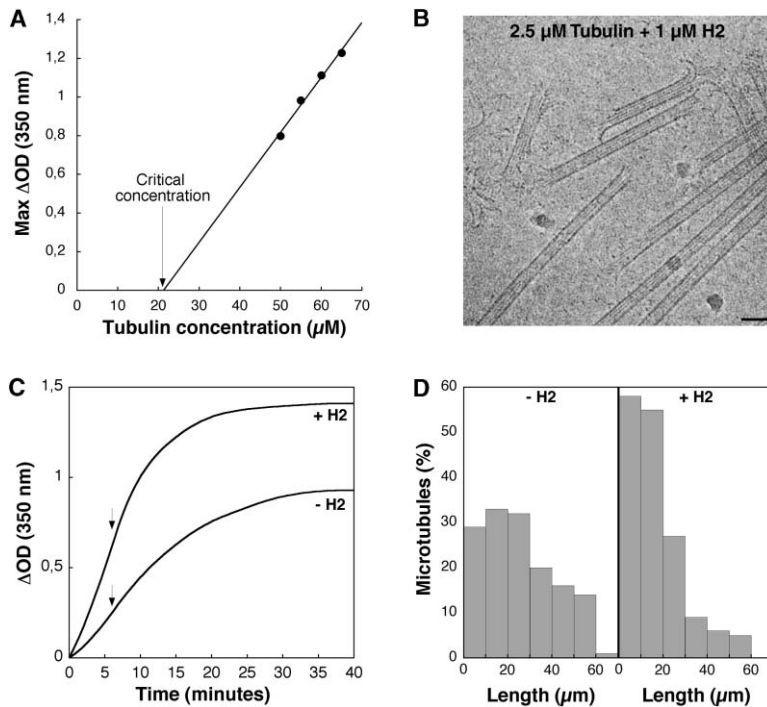 A
Max ΔOD (350 nm)
1,4
1,2
1
0,8
0,6
0,4
0,2
0
Critical
concentration
0 10 20 30 40 50 60 70
Tubulin concentration (µM)
B
2.5 µM Tubulin + 1 µM H2
C
ΔOD (350 nm)
1,5
1
0,5
0
+ H2
- H2
0 5 10 15 20 25 30 35 40
Time (minutes)
D
Microtubules (%)
60
50
40
30
20
10
0
- H2
+ H2
0 20 40 60 0 20 40 60
Length (µm) Length (µm)